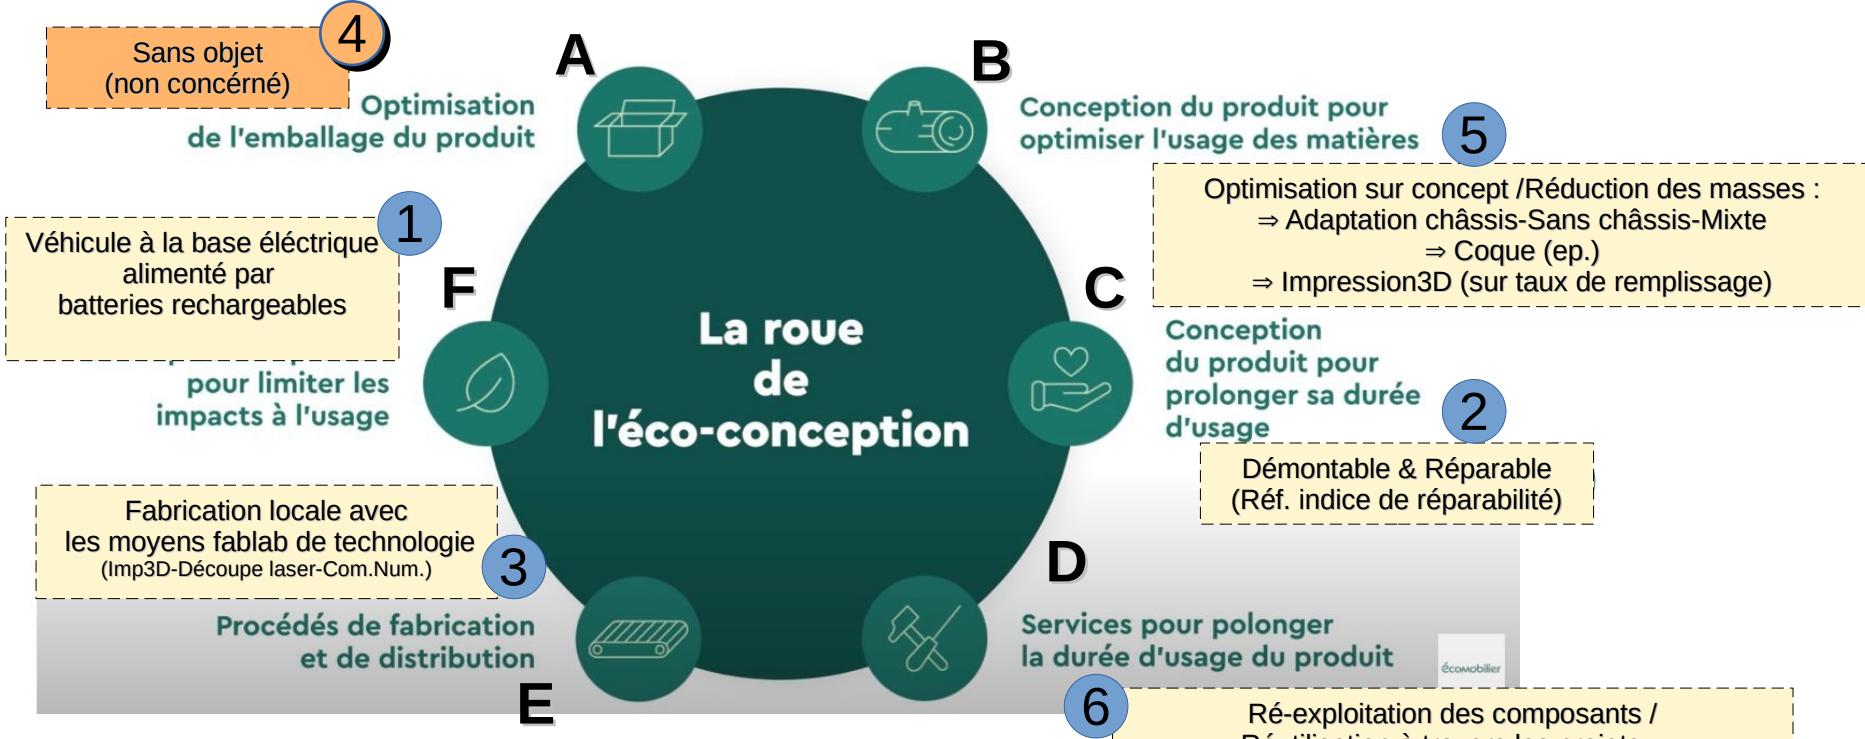 4
Sans objet
(non concérné)
A
Optimisation
de l'emballage du produit
B
Conception du produit pour
optimiser l'usage des matières
5
Optimisation sur concept /Réduction des masses :
⇒ Adaptation châssis-Sans châssis-Mixte
⇒ Coque (ep.)
⇒ Impression3D (sur taux de remplissage)
1
Véhicule à la base éléctrique
alimenté par
batteries rechargeables
F
pour limiter les
impacts à l'usage
La roue
de
l'éco-conception
C
Conception
du produit pour
prolonger sa durée
d'usage
2
Démontable & Réparable
(Réf. indice de réparabilité)
Fabrication locale avec
les moyens fablab de technologie
(Imp3D-Découpe laser-Com.Num.)
3
Procédés de fabrication
et de distribution
E
D
Services pour polonger
la durée d'usage du produit
écomobilier
6
Ré-exploitation des composants /